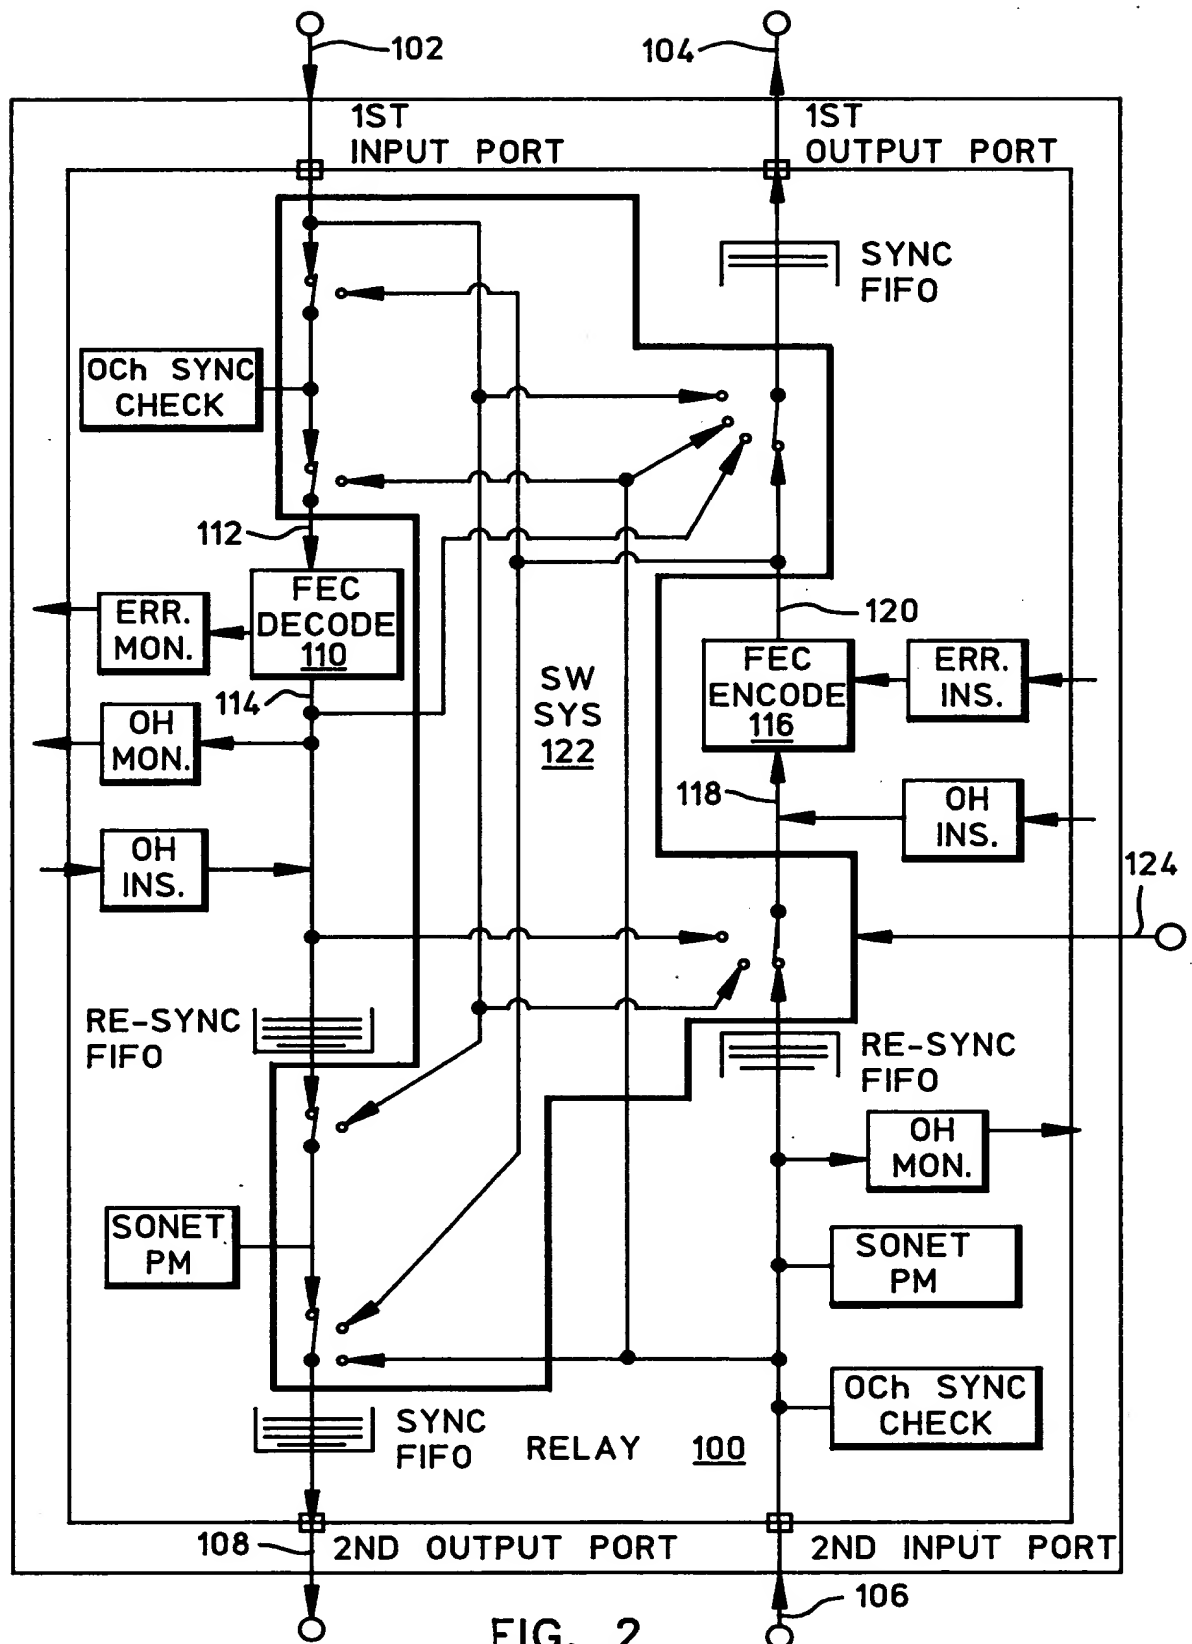 102
104
1ST
INPUT PORT
1ST
OUTPUT PORT
SYNC
FIFO
OCh SYNC
CHECK
112
FEC
DECODE
110
ERR.
MON.
114
OH
MON.
OH
INS.
SW
SYS
122
120
FEC
ENCODE
116
ERR.
INS.
118
OH
INS.
124
RE-SYNC
FIFO
RE-SYNC
FIFO
OH
MON.
SONET
PM
SONET
PM
OCh SYNC
CHECK
SYNC
FIFO
RELAY 100
108
2ND OUTPUT PORT
2ND INPUT PORT
106
FIG. 2